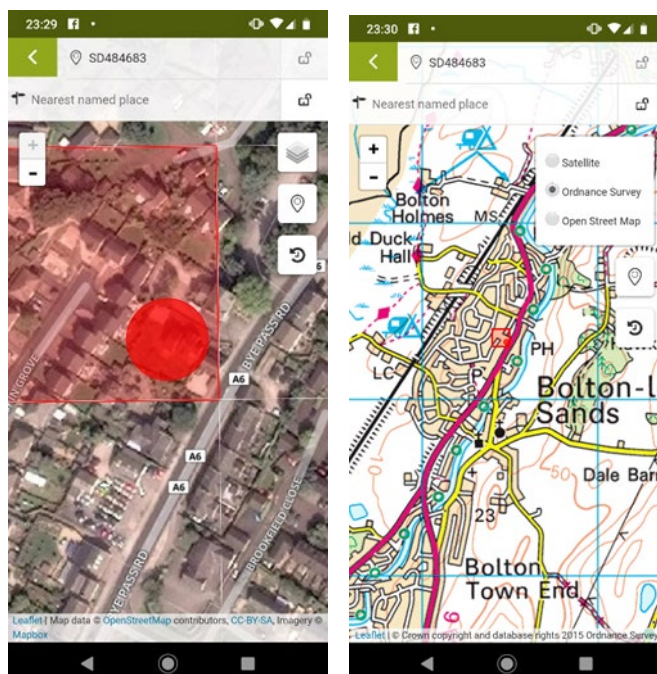 23:29
SD484683
Nearest named place
+
-
A6
BYE PASS RD
A6
A6
BYE PASS RD
BROOKFIELD CLOSE
GROVE
Leaflet | Map data © OpenStreetMap contributors, CC-BY-SA, Imagery ©
Mapbox
23:30
SD484683
Nearest named place
+
-
Satellite
Ordnance Survey
Open Street Map
Bolton
Holmes
MS
ld Duck
Hall
PH
LC
P
Bolton-l
Sands
50
Dale Bar
23
Bolton
Town End
Leaflet | © Crown copyright and database rights 2015 Ordnance Survey